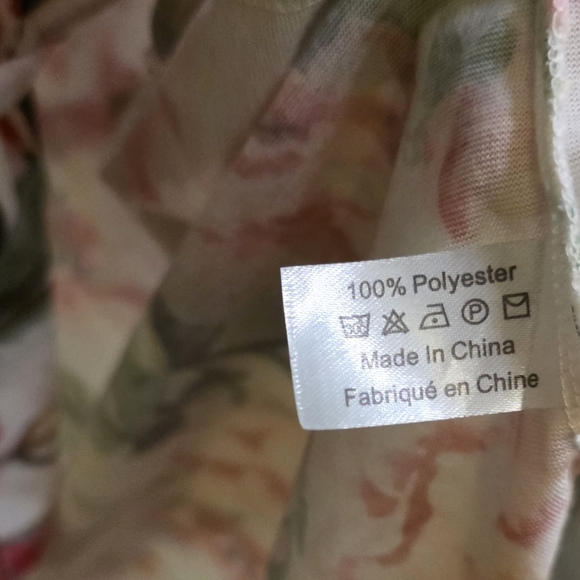 100% Polyester
P
Made In China
Fabriqué en Chine